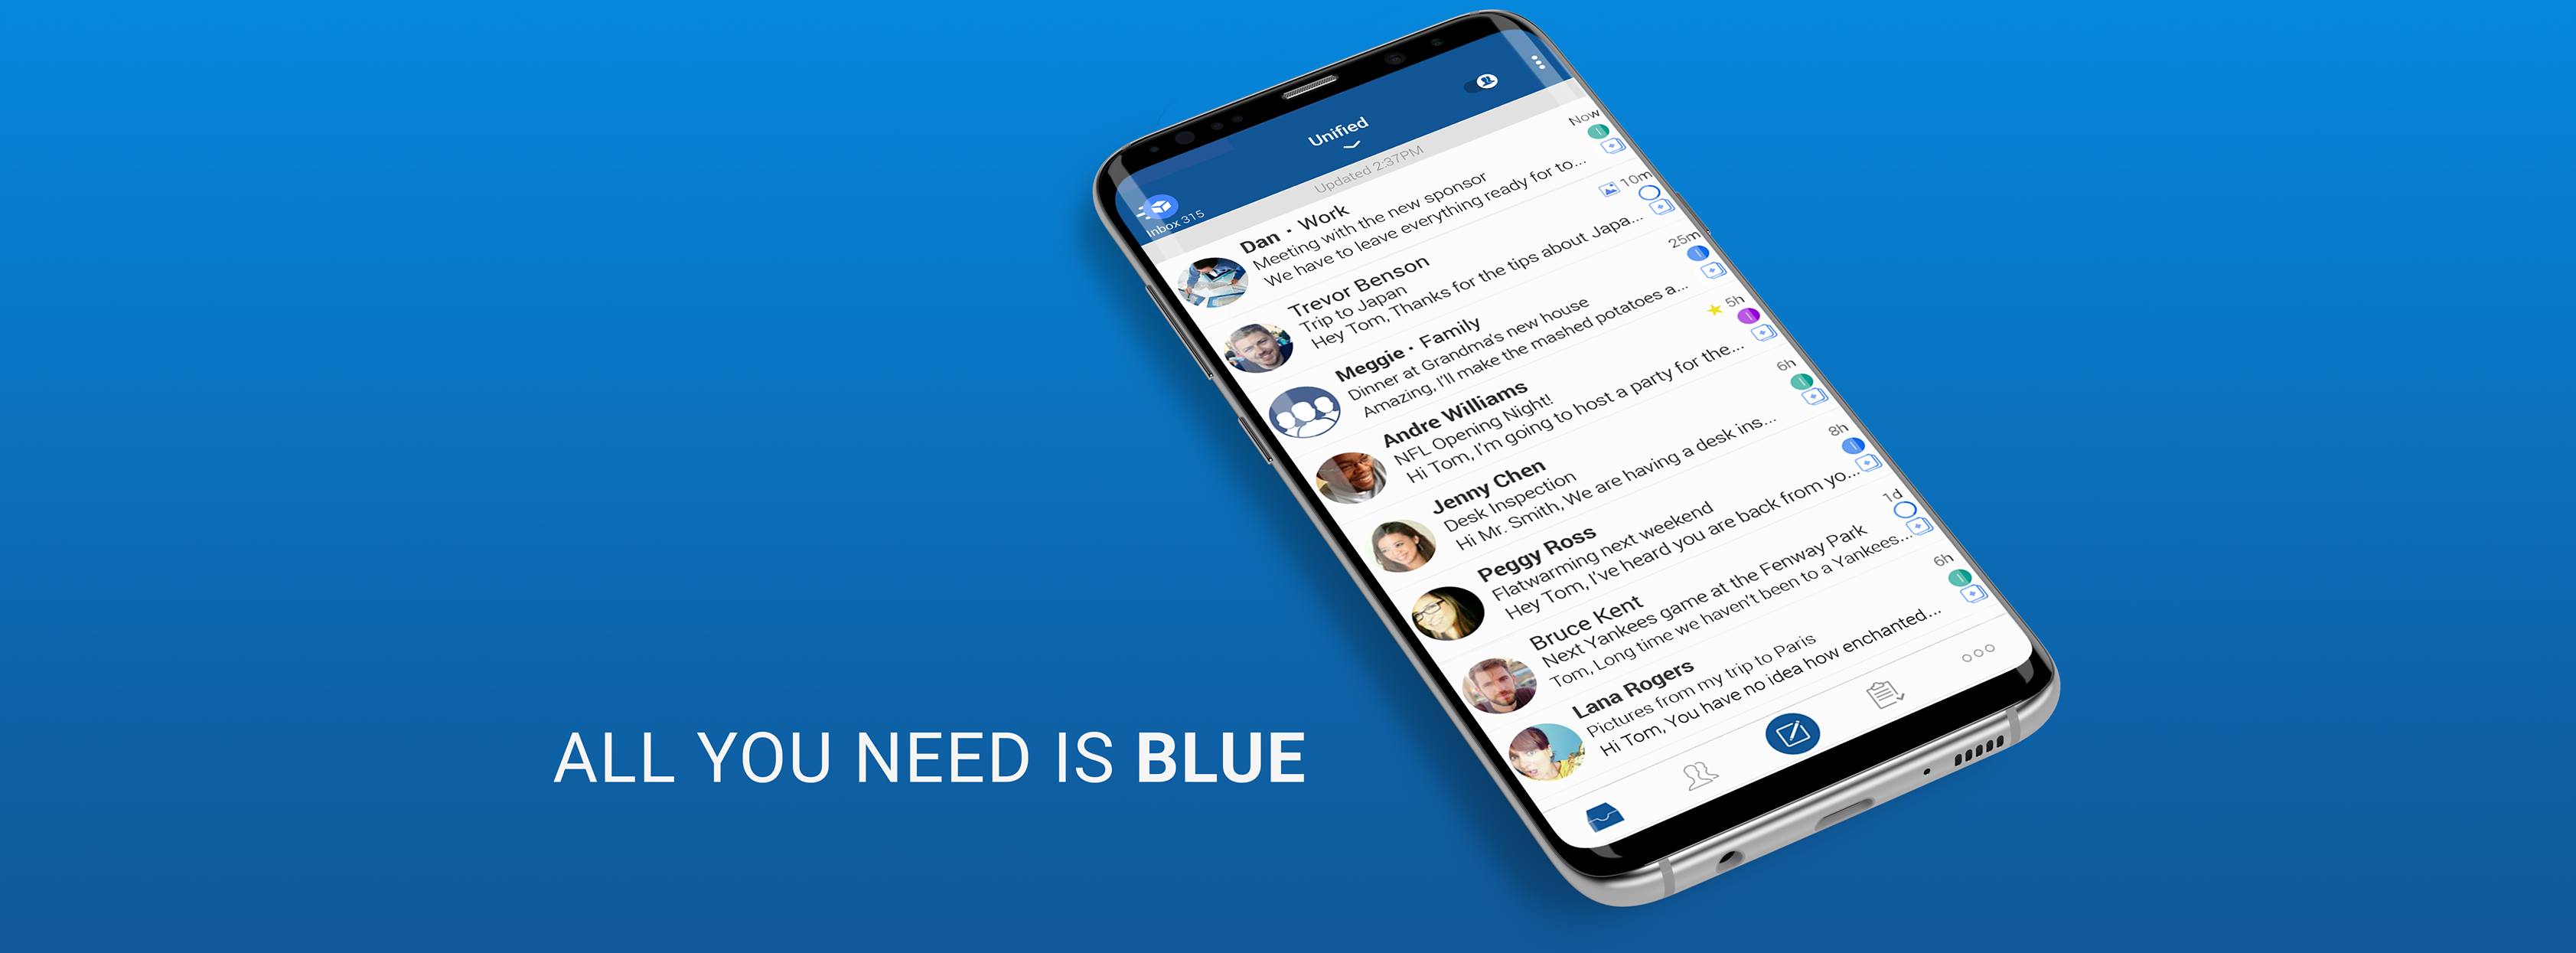 Unified
Inbox 315
Updated 2:37PM
Dan · Work
Now
Meeting with the new sponsor
We have to leave everything ready for to...
Trevor Benson
10m
Trip to Japan
Hey Tom, Thanks for the tips about Japa...
Meggie · Family
25m
Dinner at Grandma's new house
Amazing, I'll make the mashed potatoes a...
Andre Williams
5h
NFL Opening Night!
Hi Tom, I'm going to host a party for the...
Jenny Chen
6h
Desk Inspection
Hi Mr. Smith, We are having a desk ins...
Peggy Ross
8h
Flatwarming next weekend
Hey Tom, I've heard you are back from yo...
Bruce Kent
1d
Next Yankees game at the Fenway Park
Tom, Long time we haven't been to a Yankees...
Lana Rogers
6h
Pictures from my trip to Paris
Hi Tom, You have no idea how enchanted...
ALL YOU NEED IS BLUE